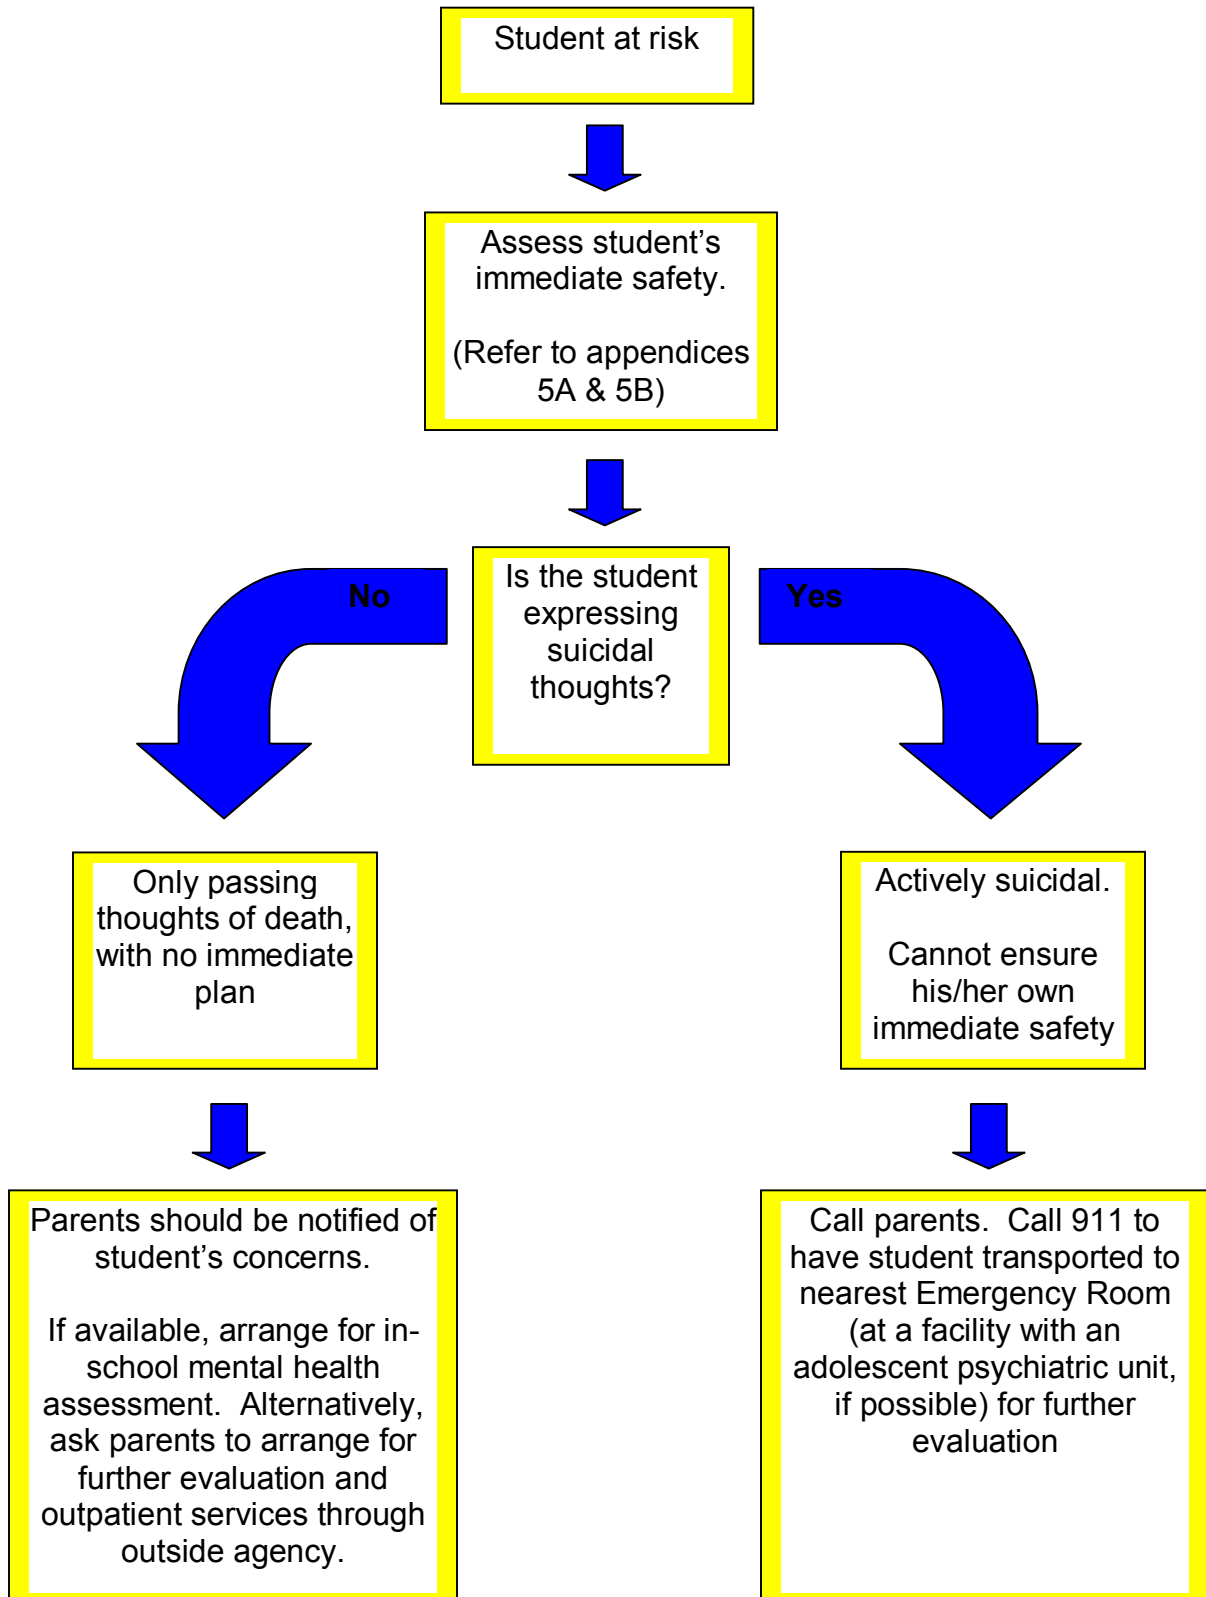 Student at risk
Assess student’s
immediate safety.
(Refer to appendices
5A & 5B)
Is the student
expressing
suicidal
thoughts?
No
Yes
Only passing
thoughts of death,
with no immediate
plan
Actively suicidal.
Cannot ensure
his/her own
immediate safety
Parents should be notified of
student’s concerns.
If available, arrange for in-
school mental health
assessment.  Alternatively,
ask parents to arrange for
further evaluation and
outpatient services through
outside agency.
Call parents.  Call 911 to
have student transported to
nearest Emergency Room
(at a facility with an
adolescent psychiatric unit,
if possible) for further
evaluation